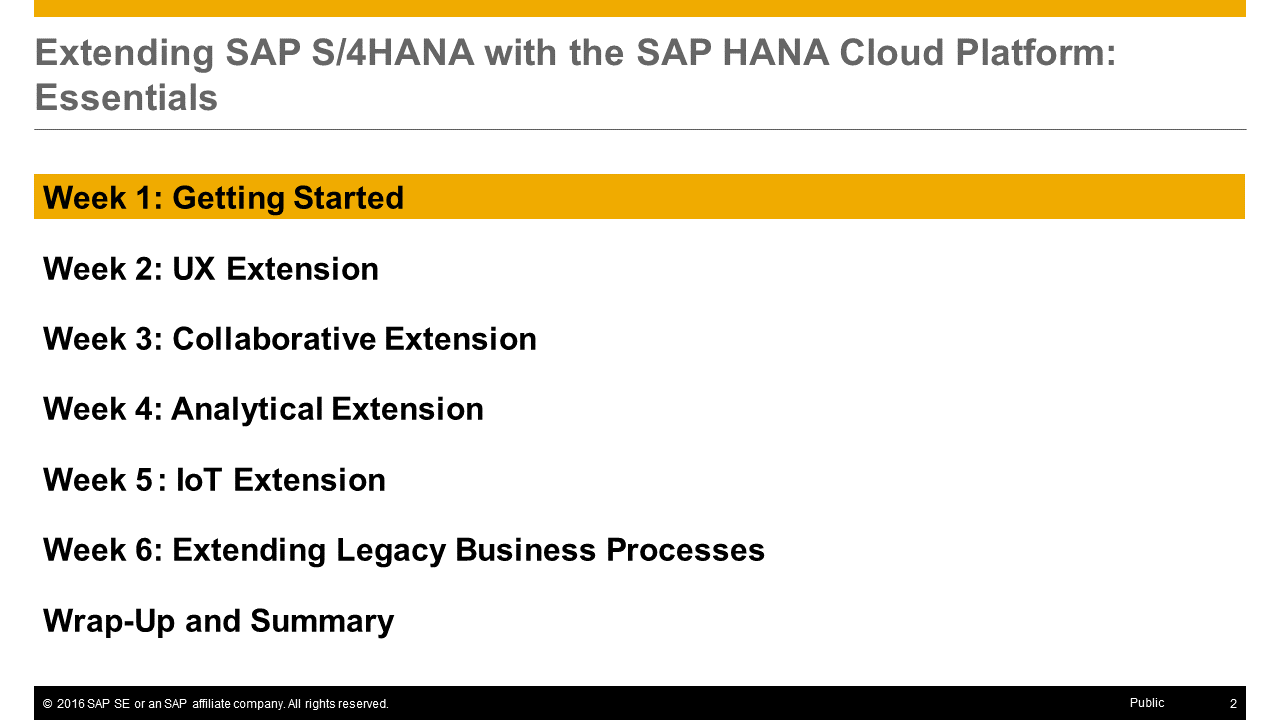 Extending SAP S/4HANA with the SAP HANA Cloud Platform:
Essentials
Week 1: Getting Started
Week 2: UX Extension
Week 3: Collaborative Extension
Week 4: Analytical Extension
Week 5: IoT Extension
Week 6: Extending Legacy Business Processes
Wrap-Up and Summary
© 2016 SAP SE or an SAP affiliate company. All rights reserved. Public 2